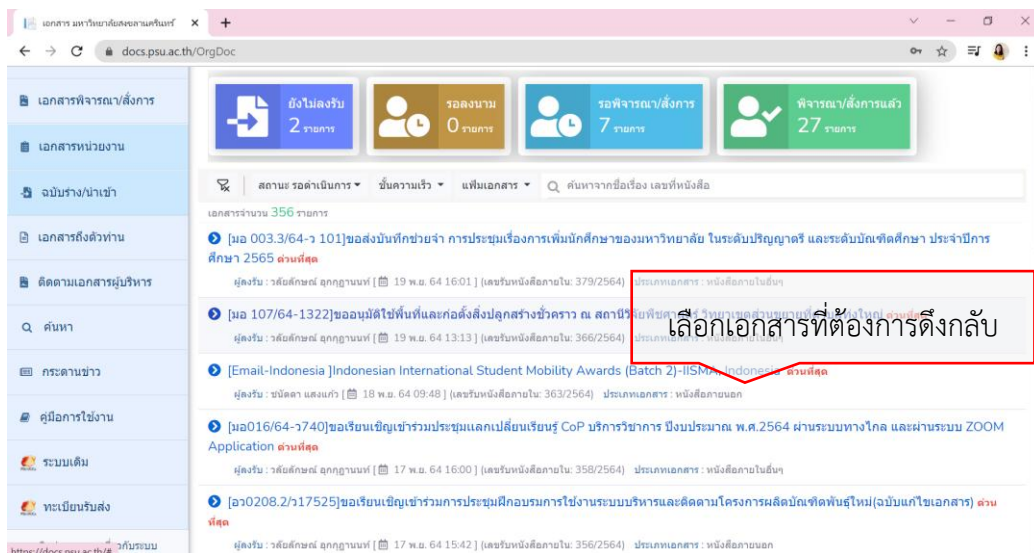 เอกสาร มหาวิทยาลัยสงขลานครินทร์
docs.psu.ac.th/OrgDoc
เอกสารพิจารณา/สั่งการ
เอกสารหน่วยงาน
ฉบับร่าง/นำเข้า
เอกสารถึงตัวท่าน
ติดตามเอกสารผู้บริหาร
ค้นหา
กระดานข่าว
คู่มือการใช้งาน
ระบบเดิม
ทะเบียนรับส่ง
https://docs.psu.ac.th/#
ยังไม่ลงรับ
2 รายการ
รอลงนาม
0 รายการ
รอพิจารณา/สั่งการ
7 รายการ
พิจารณา/สั่งการแล้ว
27 รายการ
สถานะ รอดำเนินการ ชั้นความเร็ว แฟ้มเอกสาร ค้นหาจากชื่อเรื่อง เลขที่หนังสือ
เอกสารจำนวน 356 รายการ
[มอ 003.3/64-ว 101]ขอส่งบันทึกช่วยจำ การประชุมเรื่องการเพิ่มนักศึกษาของมหาวิทยาลัย ในระดับปริญญาตรี และระดับบัณฑิตศึกษา ประจำปีการ
ศึกษา 2565 ด่วนที่สุด
ผู้ลงรับ : วลัยลักษณ์ อุกกฎานนท์ [ 19 พ.ย. 64 16:01 ] (เลขรับหนังสือภายใน: 379/2564) ประเภทเอกสาร : หนังสือภายในอื่นๆ
[มอ 107/64-1322]ขออนุมัติใช้พื้นที่และก่อตั้งสิ่งปลูกสร้างชั่วคราว ณ สถานีวิจัยพืชศาสตร์ วิทยาเขตส่วนขยายที่ ทุ่งใหญ่ ด่วนที่สุด
ผู้ลงรับ : วลัยลักษณ์ อุกกฎานนท์ [ 19 พ.ย. 64 13:13 ] (เลขรับหนังสือภายใน: 366/2564) ประเภทเอกสาร : หนังสือภายในอื่นๆ
เลือกเอกสารที่ต้องการดึงกลับ
[Email-Indonesia ]Indonesian International Student Mobility Awards (Batch 2)-IISMA, Indonesia ด่วนที่สุด
ผู้ลงรับ : ชนิดตา แสงแก้ว [ 18 พ.ย. 64 09:48 ] (เลขรับหนังสือภายใน: 363/2564) ประเภทเอกสาร : หนังสือภายนอก
[มอ016/64-ว740]ขอเรียนเชิญเข้าร่วมประชุมแลกเปลี่ยนเรียนรู้ CoP บริการวิชาการ ปีงบประมาณ พ.ศ.2564 ผ่านระบบทางไกล และผ่านระบบ ZOOM
Application ด่วนที่สุด
ผู้ลงรับ : วลัยลักษณ์ อุกกฎานนท์ [ 17 พ.ย. 64 16:00 ] (เลขรับหนังสือภายใน: 358/2564) ประเภทเอกสาร : หนังสือภายในอื่นๆ
[อว0208.2/ว17525]ขอเรียนเชิญเข้าร่วมการประชุมฝึกอบรมการใช้งานระบบบริหารและติดตามโครงการผลิตบัณฑิตพันธุ์ใหม่(ฉบับแก้ไขเอกสาร) ด่วน
ที่สุด
ผู้ลงรับ : วลัยลักษณ์ อุกกฎานนท์ [ 17 พ.ย. 64 15:42 ] (เลขรับหนังสือภายใน: 356/2564) ประเภทเอกสาร : หนังสือภายนอก